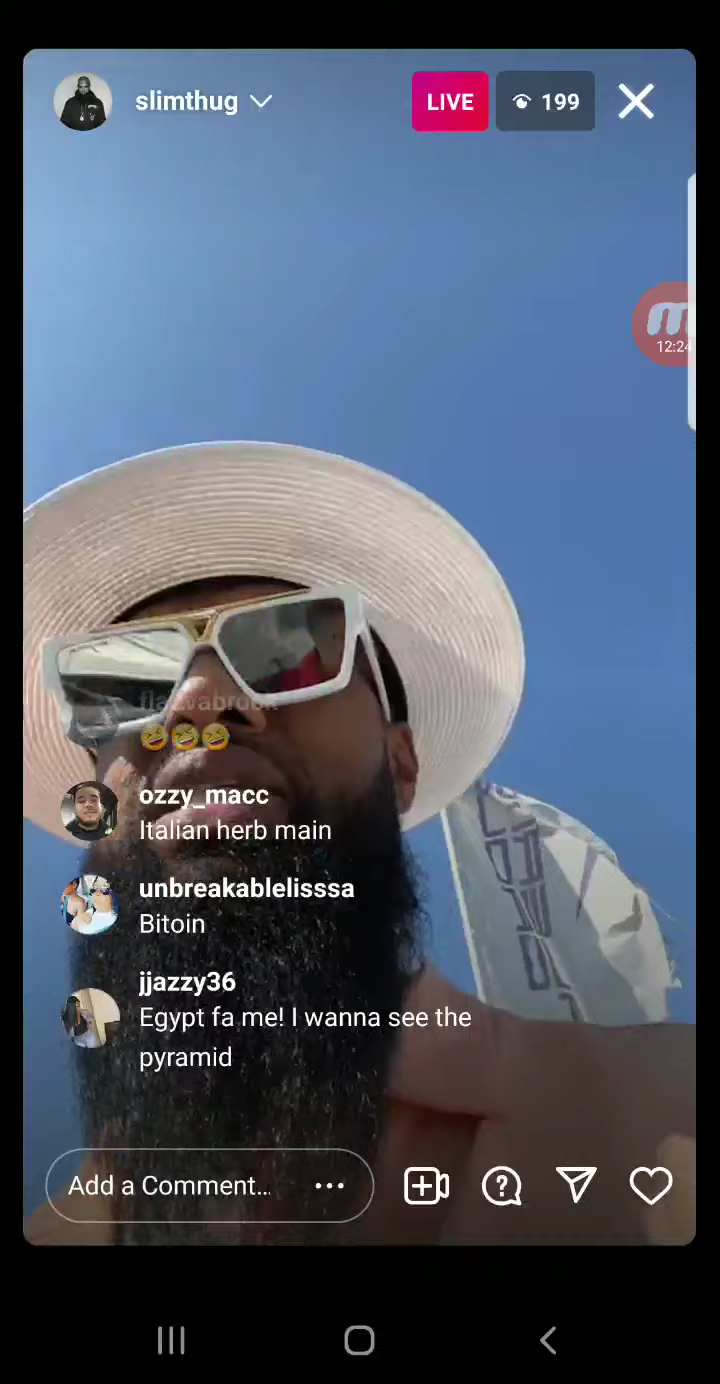 slimthug
LIVE
199
12:24
ozzy_macc
Italian herb main
unbreakablelisssa
Bitoin
jjazzy36
Egypt fa me! I wanna see the
pyramid
Add a Comment...